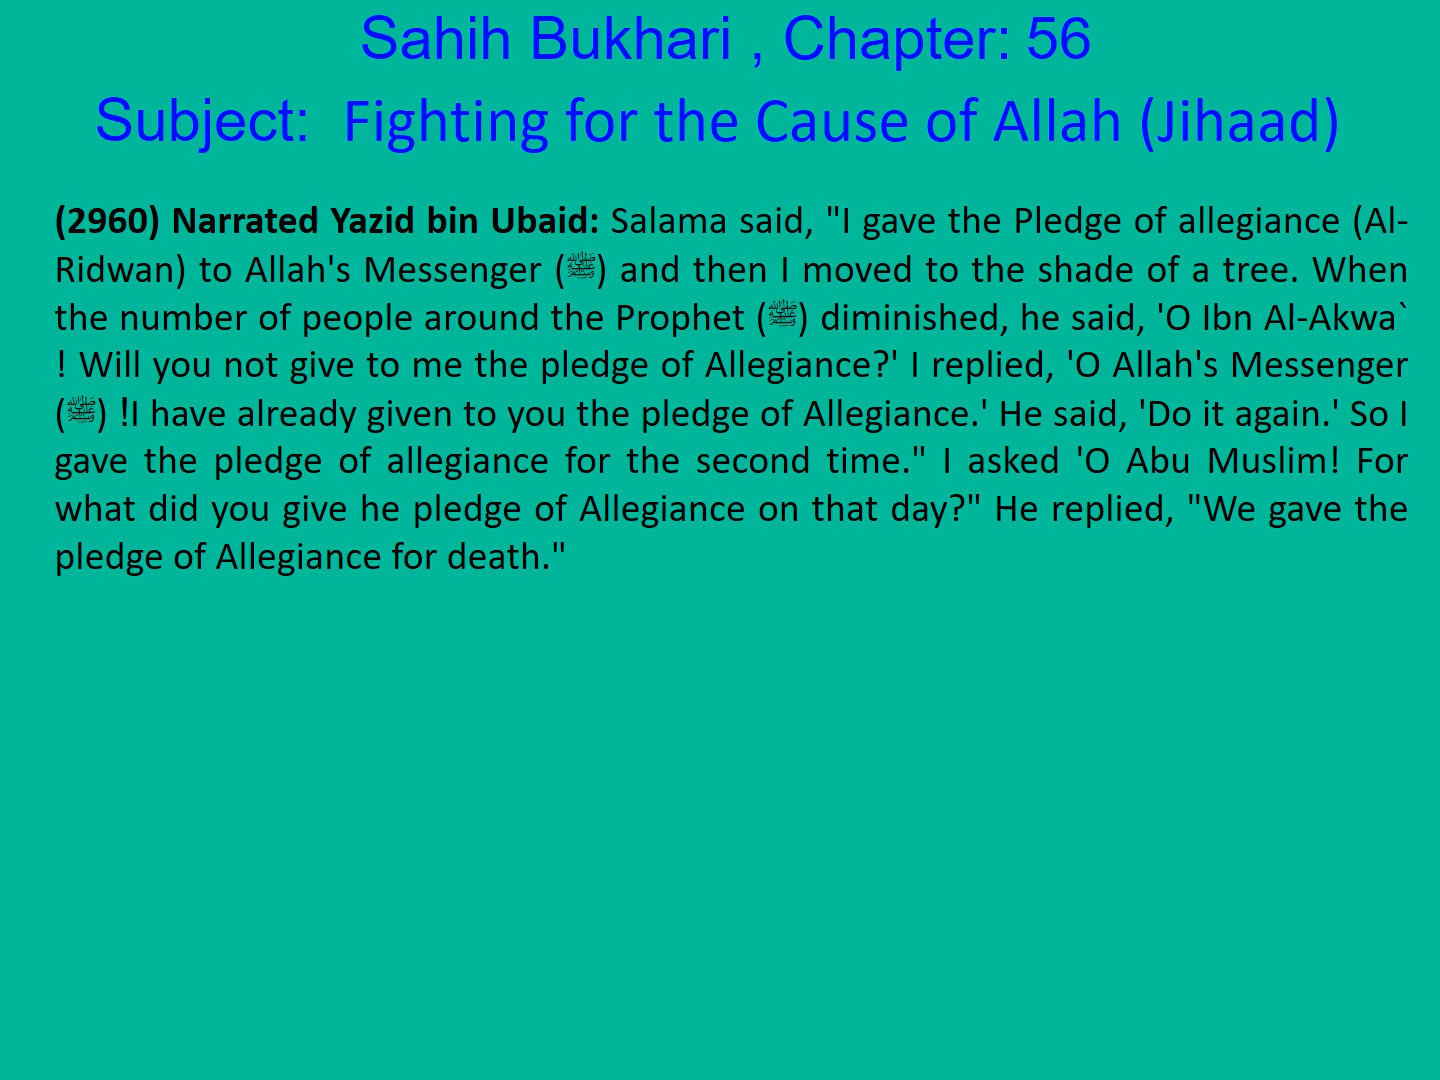 Sahih Bukhari , Chapter: 56
Subject:  Fighting for the Cause of Allah (Jihaad)
(2960) Narrated Yazid bin Ubaid: Salama said, "I gave the Pledge of allegiance (Al-
Ridwan) to Allah's Messenger (ﷺ) and then I moved to the shade of a tree. When
the number of people around the Prophet (ﷺ) diminished, he said, 'O Ibn Al-Akwa`
! Will you not give to me the pledge of Allegiance?' I replied, 'O Allah's Messenger
(ﷺ) !I have already given to you the pledge of Allegiance.' He said, 'Do it again.' So I
gave the pledge of allegiance for the second time." I asked 'O Abu Muslim! For
what did you give he pledge of Allegiance on that day?" He replied, "We gave the
pledge of Allegiance for death."